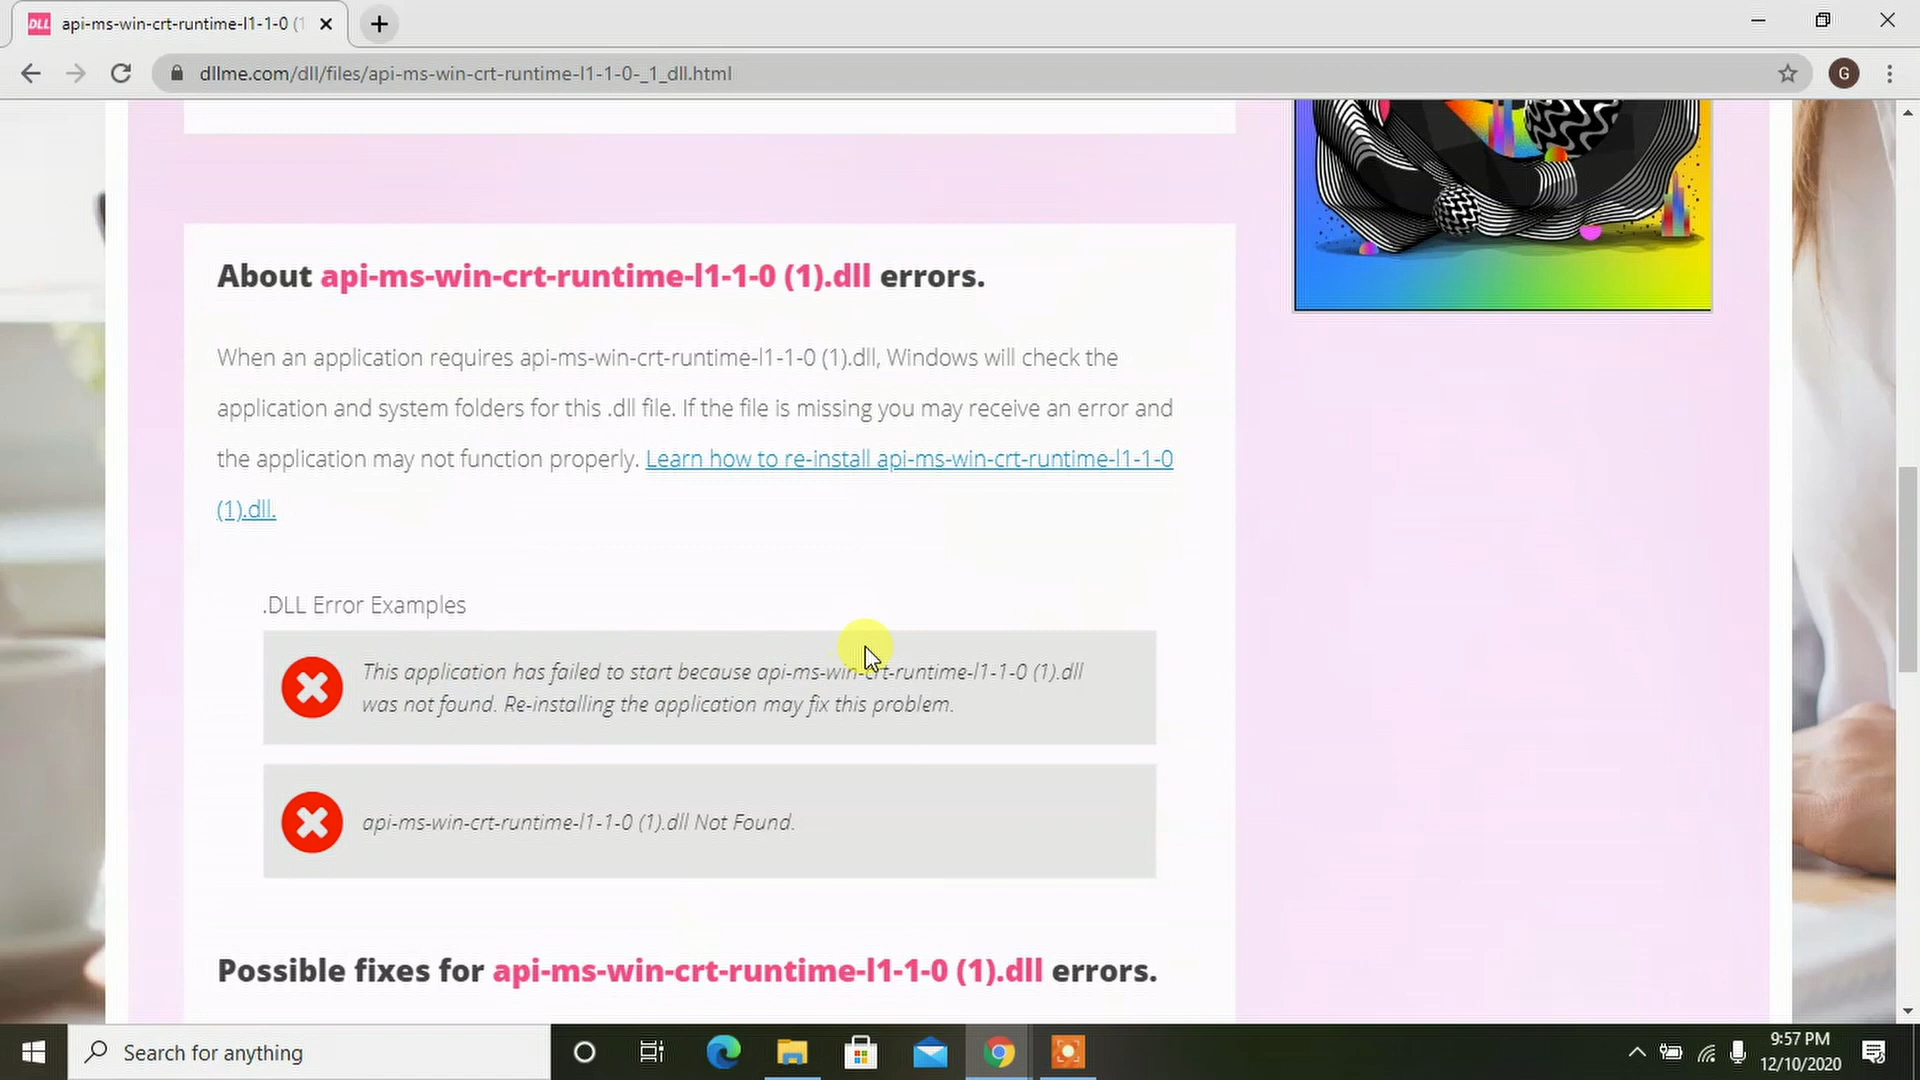 DLL api-ms-win-crt-runtime-l1-1-0 (1
dllme.com/dll/files/api-ms-win-crt-runtime-l1-1-0-_1_dll.html
G
About api-ms-win-crt-runtime-l1-1-0 (1).dll errors.
When an application requires api-ms-win-crt-runtime-l1-1-0 (1).dll, Windows will check the
application and system folders for this .dll file. If the file is missing you may receive an error and
the application may not function properly. Learn how to re-install api-ms-win-crt-runtime-l1-1-0
(1).dll.
.DLL Error Examples
This application has failed to start because api-ms-win-crt-runtime-l1-1-0 (1).dll
was not found. Re-installing the application may fix this problem.
api-ms-win-crt-runtime-l1-1-0 (1).dll Not Found.
Possible fixes for api-ms-win-crt-runtime-l1-1-0 (1).dll errors.
Search for anything
9:57 PM
12/10/2020